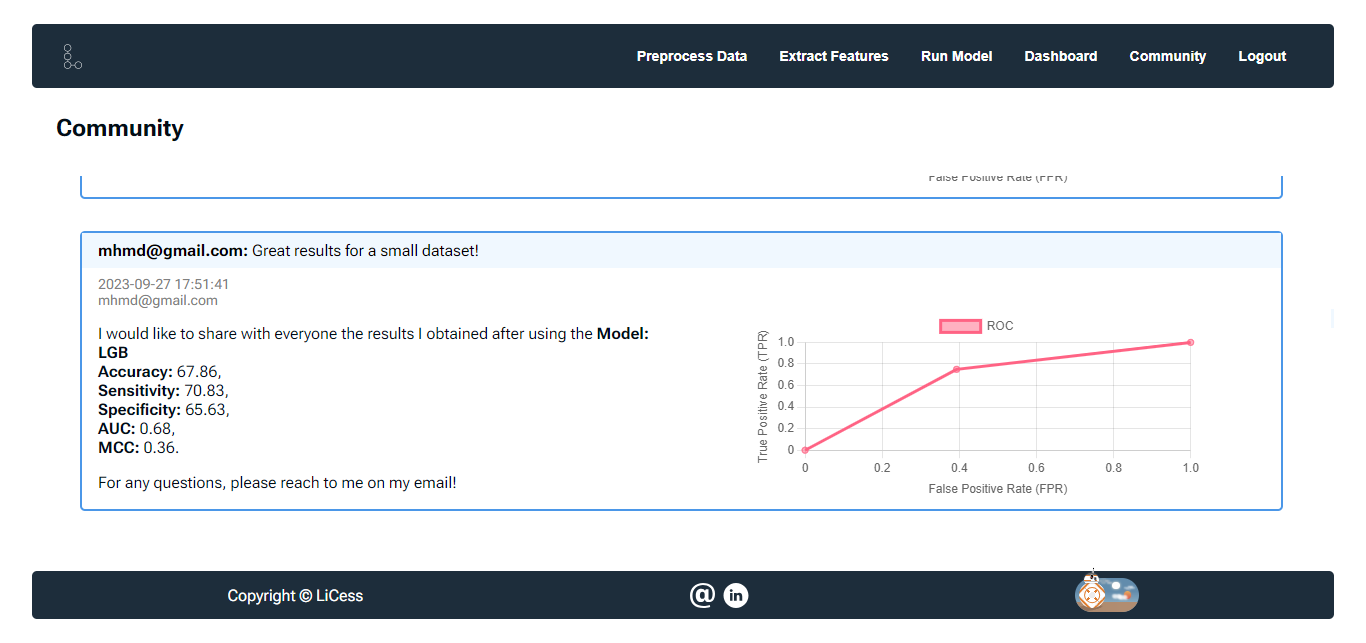 Preprocess Data Extract Features Run Model Dashboard Community Logout
Community
False Positive Rate (FPR)
mhmd@gmail.com: Great results for a small dataset!
2023-09-27 17:51:41
mhmd@gmail.com
I would like to share with everyone the results I obtained after using the Model:
LGB
Accuracy: 67.86,
Sensitivity: 70.83,
Specificity: 65.63,
AUC: 0.68,
MCC: 0.36.
For any questions, please reach to me on my email!
ROC
True Positive Rate (TPR)
1.0
0.8
0.6
0.4
0.2
0
0 0.2 0.4 0.6 0.8 1.0
False Positive Rate (FPR)
Copyright © LiCess
@ in